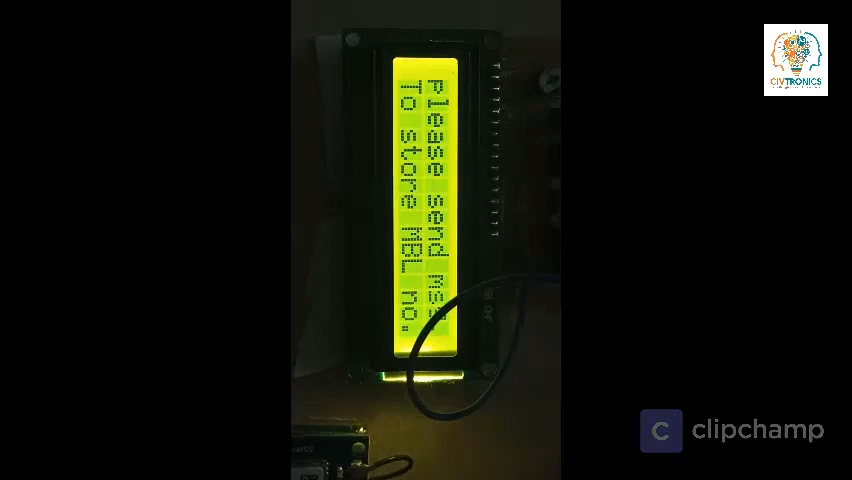 Please send msg.
To store MBL no.
CIVTRONICS
C clipchamp